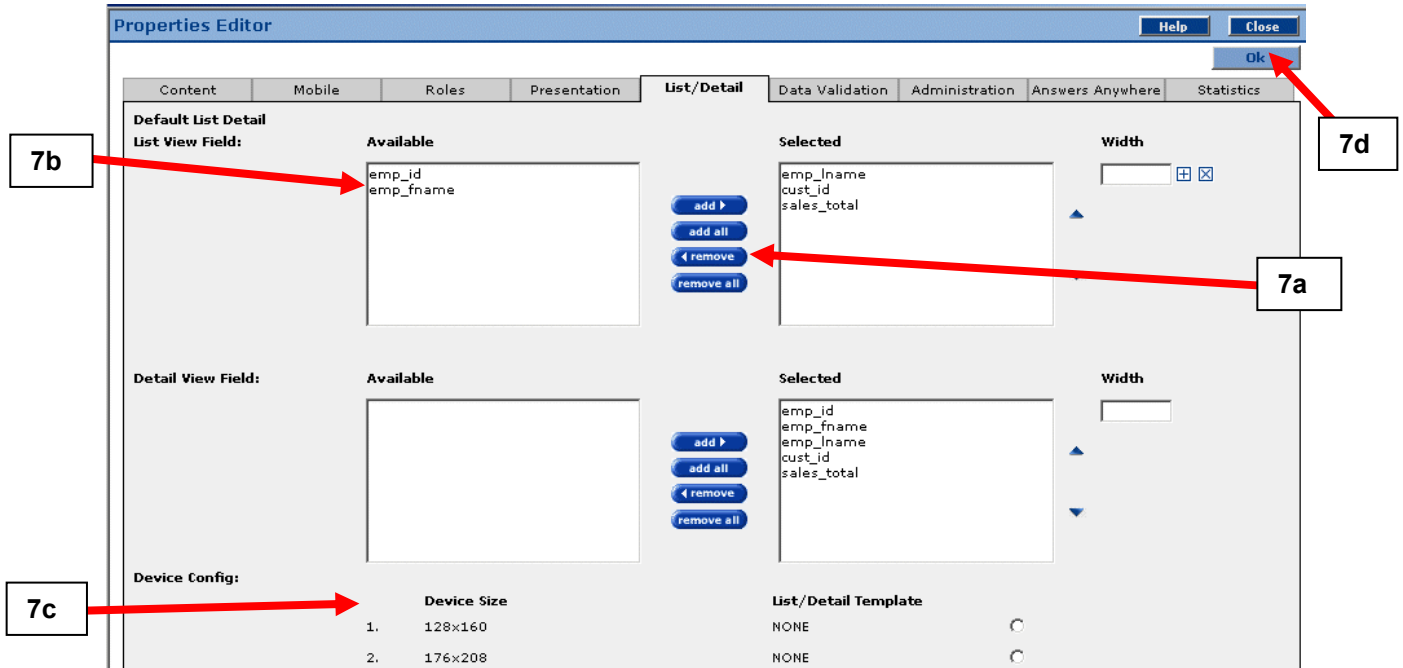 Properties Editor
Help
Close
Ok
Content
Mobile
Roles
Presentation
List/Detail
Data Validation
Administration
Answers Anywhere
Statistics
Default List Detail
List View Field:
Available
Selected
Width
7b
7d
emp_id
emp_fname
add
add all
remove
remove all
emp_lname
cust_id
sales_total
7a
Detail View Field:
Available
Selected
Width
add
add all
remove
remove all
emp_id
emp_fname
emp_lname
cust_id
sales_total
Device Config:
7c
Device Size
List/Detail Template
1. 128x160 NONE
2. 176x208 NONE